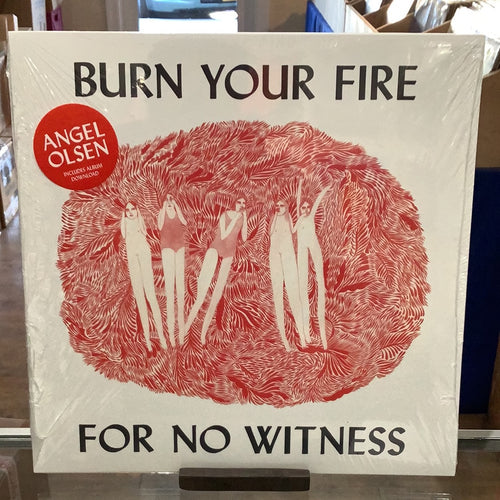 BURN YOUR FIRE
ANGEL
OLSEN
INCLUDES ALBUM
DOWNLOAD
FOR NO WITNESS